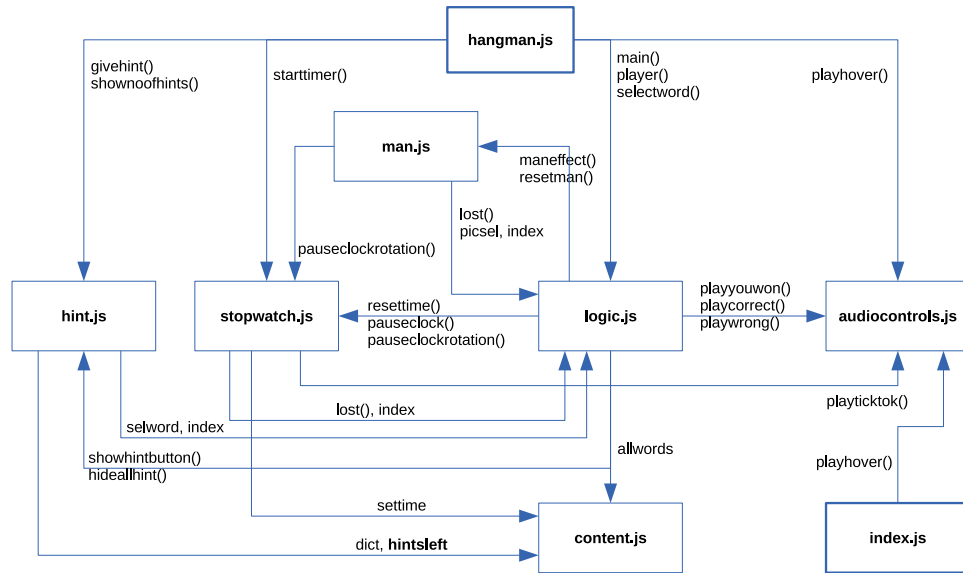 hangman.js
givehint()
shownoofhints()
starttimer()
main()
player()
selectword()
playhover()
man.js
maneffect()
resetman()
lost()
picsel, index
pauseclockrotation()
hint.js
stopwatch.js
resettime()
pauseclock()
pauseclockrotation()
logic.js
playyouwon()
playcorrect()
playwrong()
audiocontrols.js
lost(), index
playticktok()
selword, index
showhintbutton()
hideallhint()
allwords
playhover()
settime
content.js
index.js
dict, hintsleft